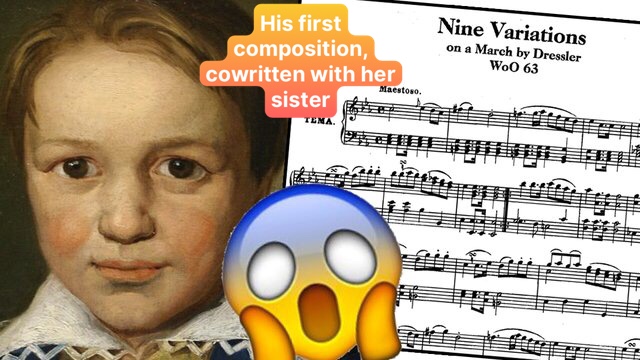 His first
composition,
cowritten with her
sister
Nine Variations
on a March by Dressler
WoO 63
Maestoso.
TEMA.